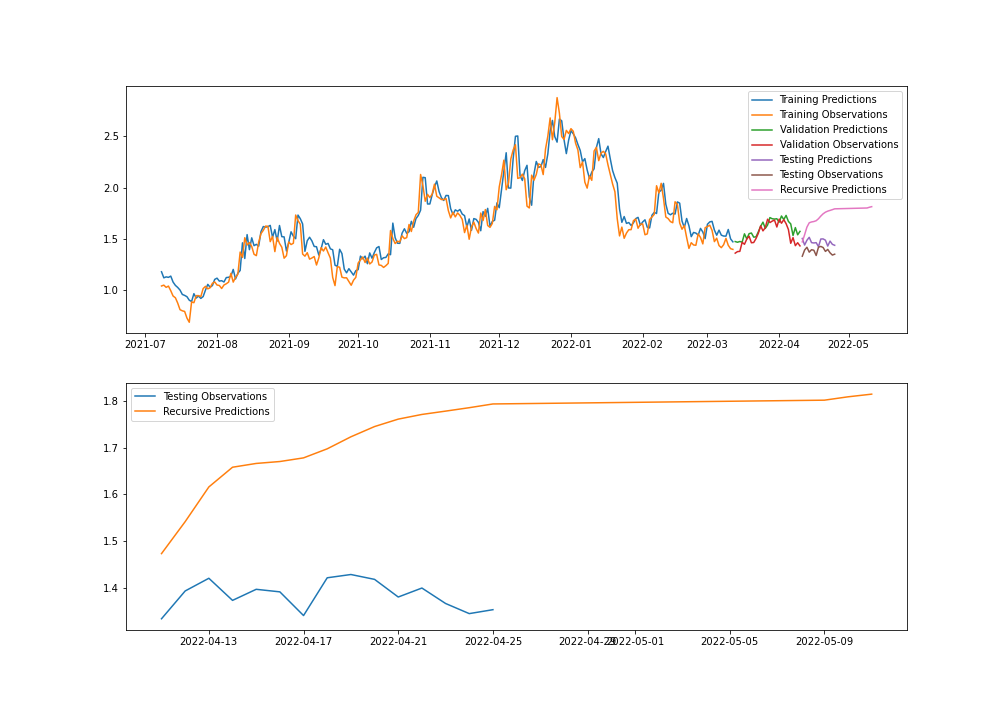 Training Predictions
Training Observations
Validation Predictions
Validation Observations
Testing Predictions
Testing Observations
Recursive Predictions
2.5
2.0
1.5
1.0
2021-07 2021-08 2021-09 2021-10 2021-11 2021-12 2022-01 2022-02 2022-03 2022-04 2022-05
Testing Observations
Recursive Predictions
1.8
1.7
1.6
1.5
1.4
2022-04-13 2022-04-17 2022-04-21 2022-04-25 2022-04-29 2022-05-01 2022-05-05 2022-05-09